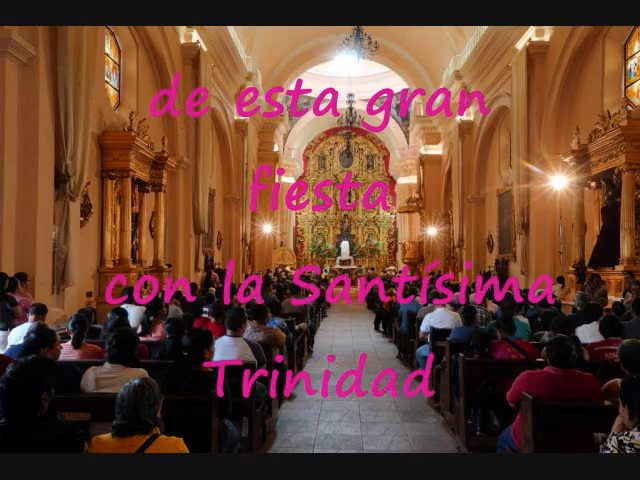 de esta gran
fiesta
con la Santísima
Trinidad